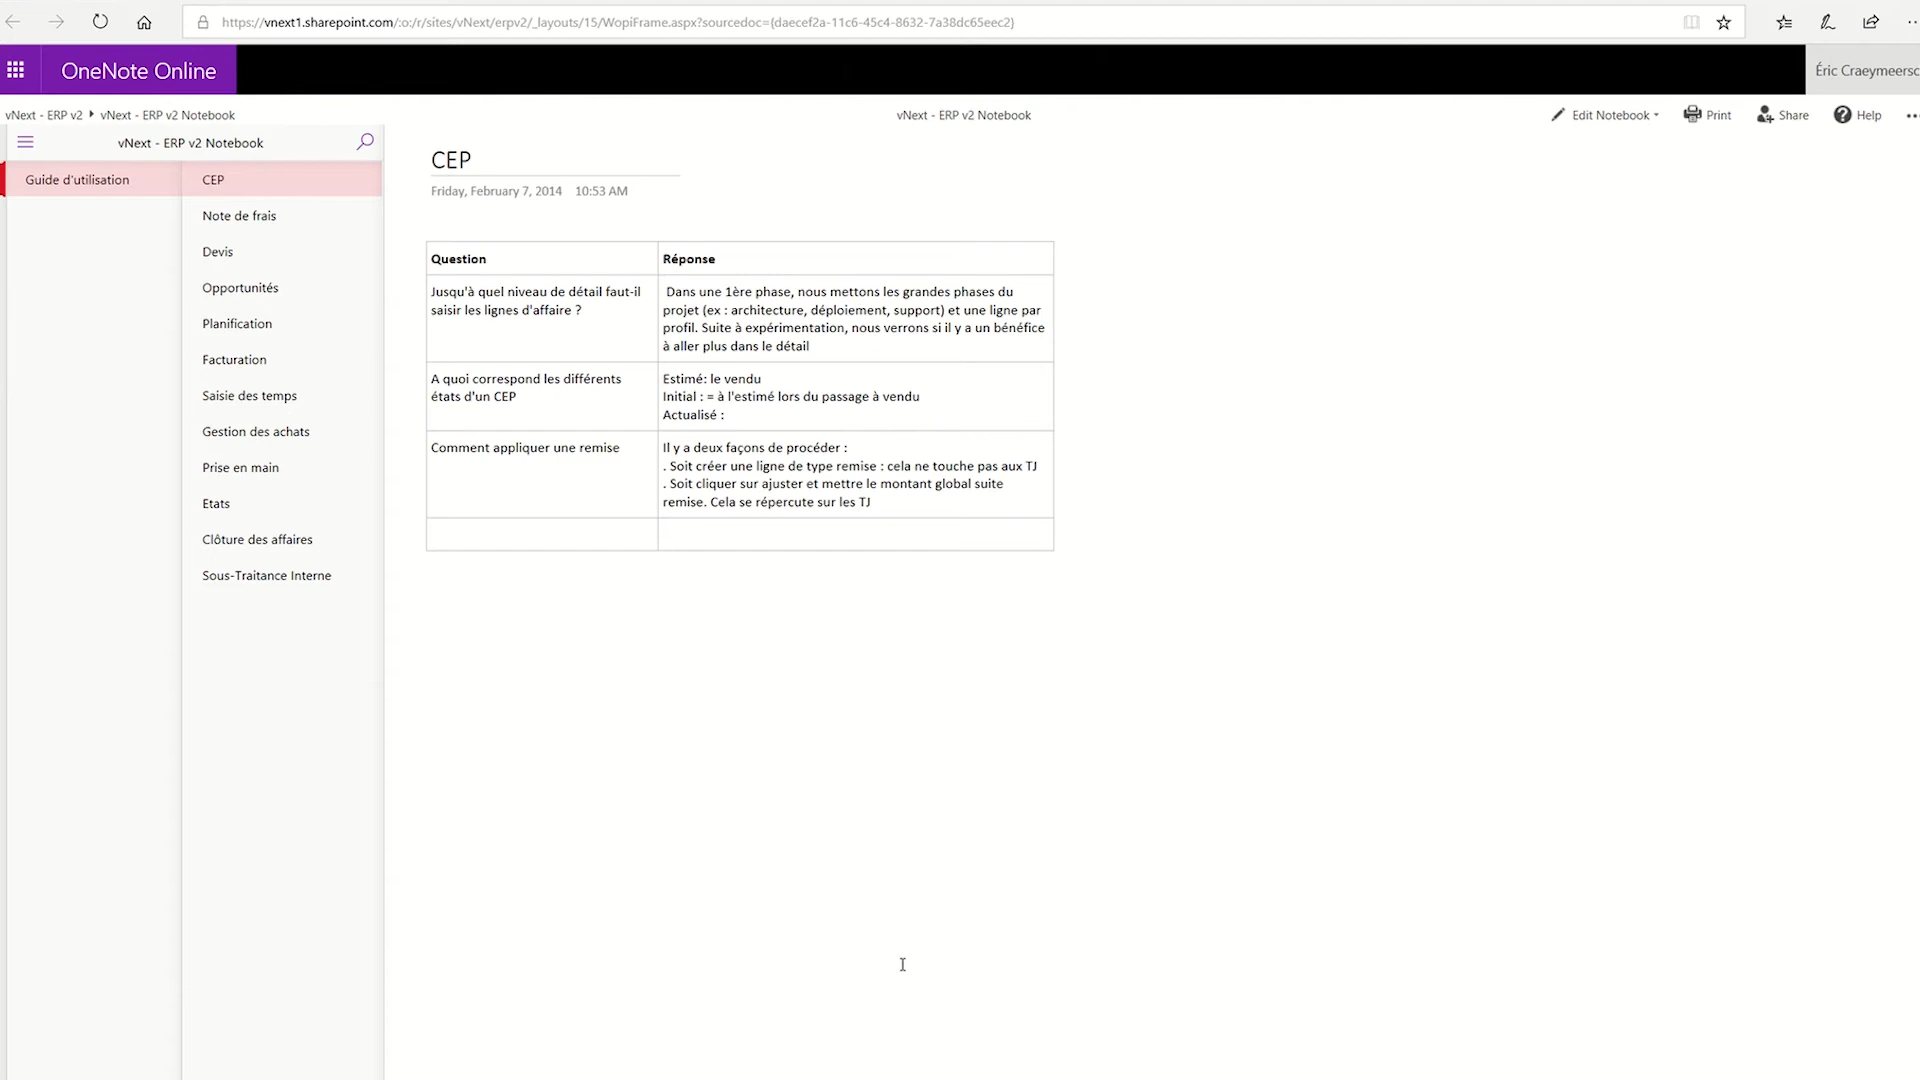 https://vnext1.sharepoint.com/:o:/r/sites/vNext/erpv2/_layouts/15/WopiFrame.aspx?sourcedoc={daecef2a-11c6-45c4-8632-7a38dc65eec2}
OneNote Online
Éric Craeymeersc
vNext - ERP v2 vNext - ERP v2 Notebook
vNext - ERP v2 Notebook
Edit Notebook
Print
Share
Help
vNext - ERP v2 Notebook
Guide d'utilisation
CEP
Note de frais
Devis
Opportunités
Planification
Facturation
Saisie des temps
Gestion des achats
Prise en main
Etats
Clôture des affaires
Sous-Traitance Interne
CEP
Friday, February 7, 2014 10:53 AM
Question
Réponse
Jusqu'à quel niveau de détail faut-il
saisir les lignes d'affaire ?
Dans une 1ère phase, nous mettons les grandes phases du
projet (ex : architecture, déploiement, support) et une ligne par
profil. Suite à expérimentation, nous verrons si il y a un bénéfice
à aller plus dans le détail
A quoi correspond les différents
états d'un CEP
Estimé: le vendu
Initial : = à l'estimé lors du passage à vendu
Actualisé :
Comment appliquer une remise
Il y a deux façons de procéder :
. Soit créer une ligne de type remise : cela ne touche pas aux TJ
. Soit cliquer sur ajuster et mettre le montant global suite
remise. Cela se répercute sur les TJ